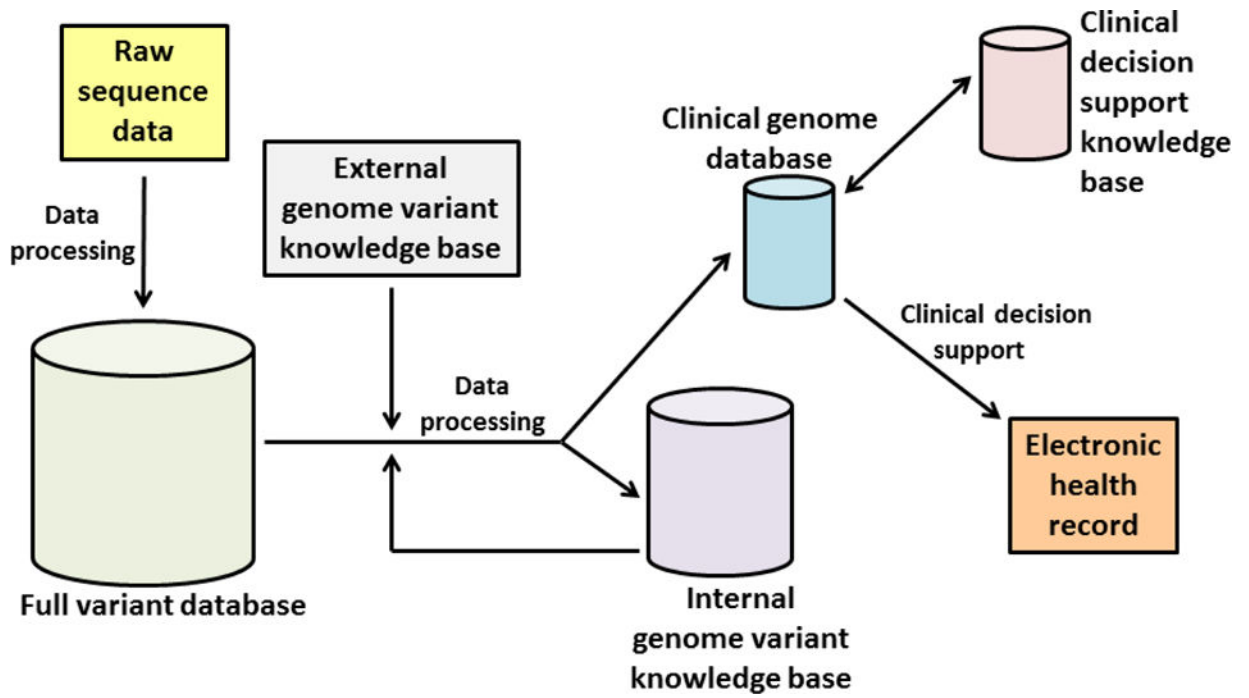 Raw
sequence
data
Data
processing
External
genome variant
knowledge base
Full variant database
Data
processing
Clinical genome
database
Internal
genome variant
knowledge base
Clinical
decision
support
knowledge
base
Clinical decision
support
Electronic
health
record